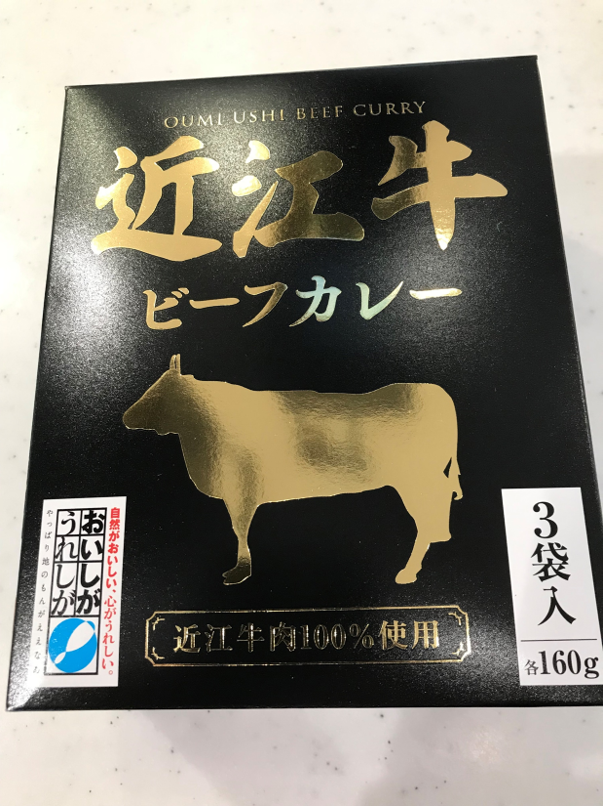 OUMI USHI BEEF CURRY
近江牛
ビーフカレー
自然がおいしい、心がうれしい。
おいしが
うれしが
やっぱり地のもんがええなぁ
近江牛肉100%使用
3袋入
各160g